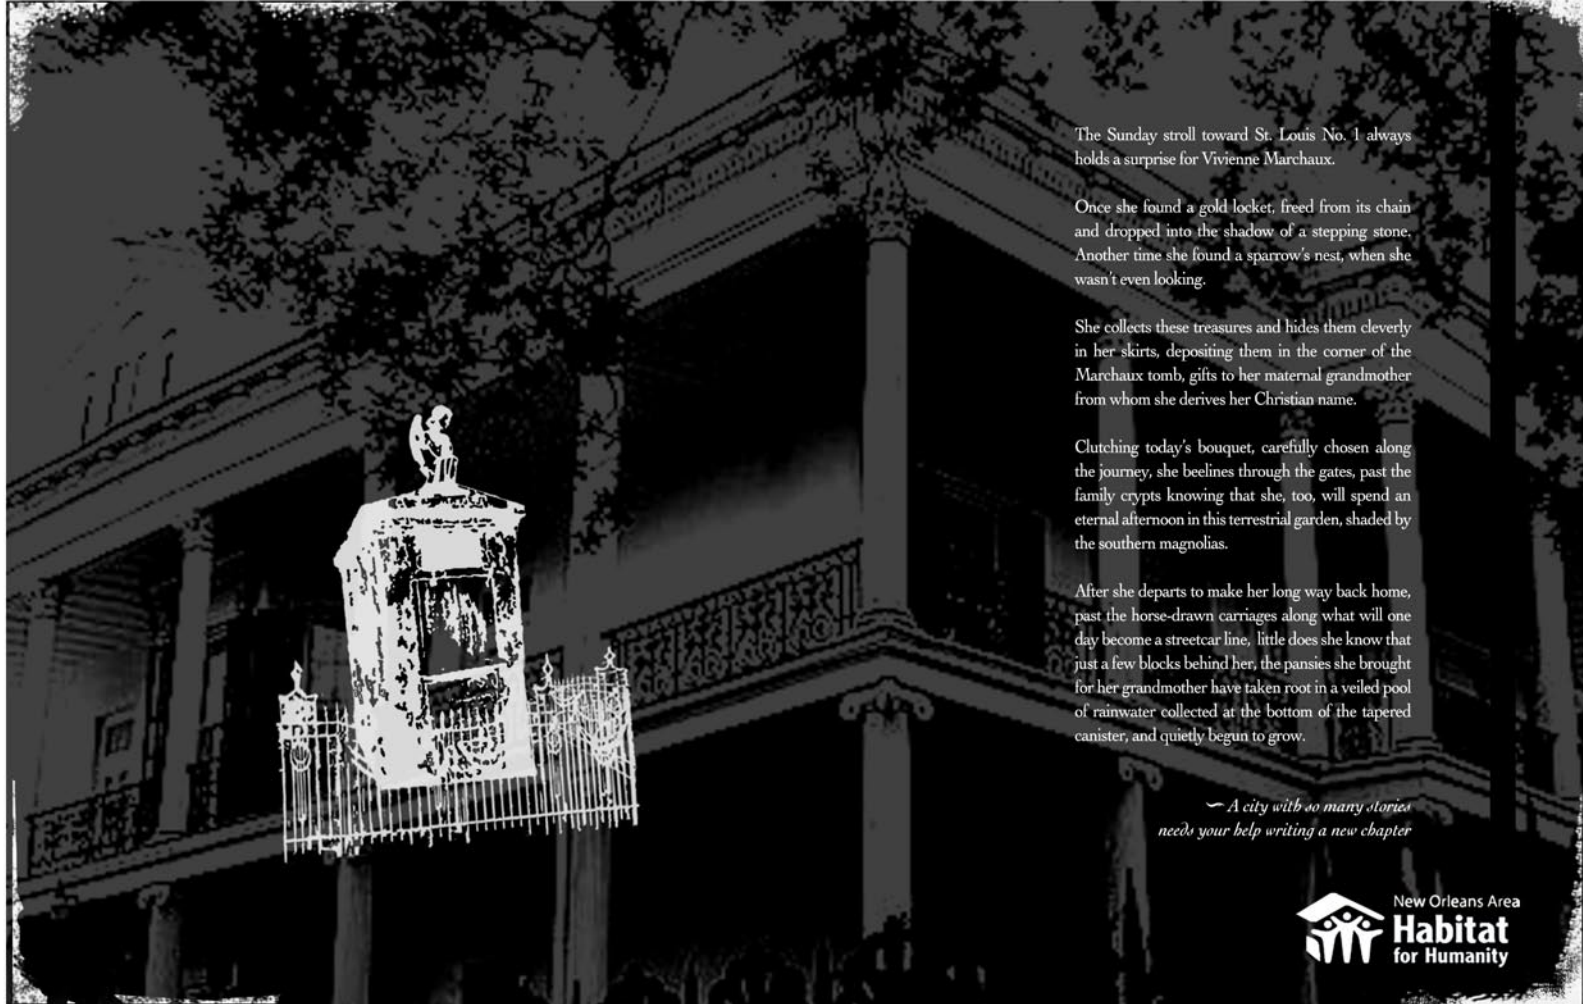 The Sunday stroll toward St. Louis No. 1 always
holds a surprise for Vivienne Marchaux.
Once she found a gold locket, freed from its chain
and dropped into the shadow of a stepping stone.
Another time she found a sparrow's nest, when she
wasn't even looking.
She collects these treasures and hides them cleverly
in her skirts, depositing them in the corner of the
Marchaux tomb, gifts to her maternal grandmother
from whom she derives her Christian name.
Clutching today's bouquet, carefully chosen along
the journey, she beelines through the gates, past the
family crypts knowing that she, too, will spend an
eternal afternoon in this terrestrial garden, shaded by
the southern magnolias.
After she departs to make her long way back home,
past the horse-drawn carriages along what will one
day become a streetcar line, little does she know that
just a few blocks behind her, the pansies she brought
for her grandmother have taken root in a veiled pool
of rainwater collected at the bottom of the tapered
canister, and quietly begun to grow.
~ A city with so many stories
needs your help writing a new chapter
New Orleans Area
Habitat
for Humanity